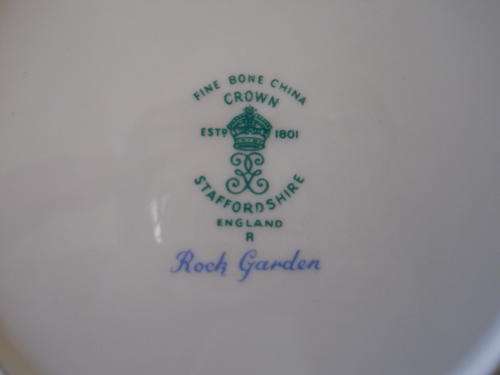 FINE BONE CHINA
CROWN
ESTD 1801
STAFFORDSHIRE
ENGLAND
R
Rock Garden